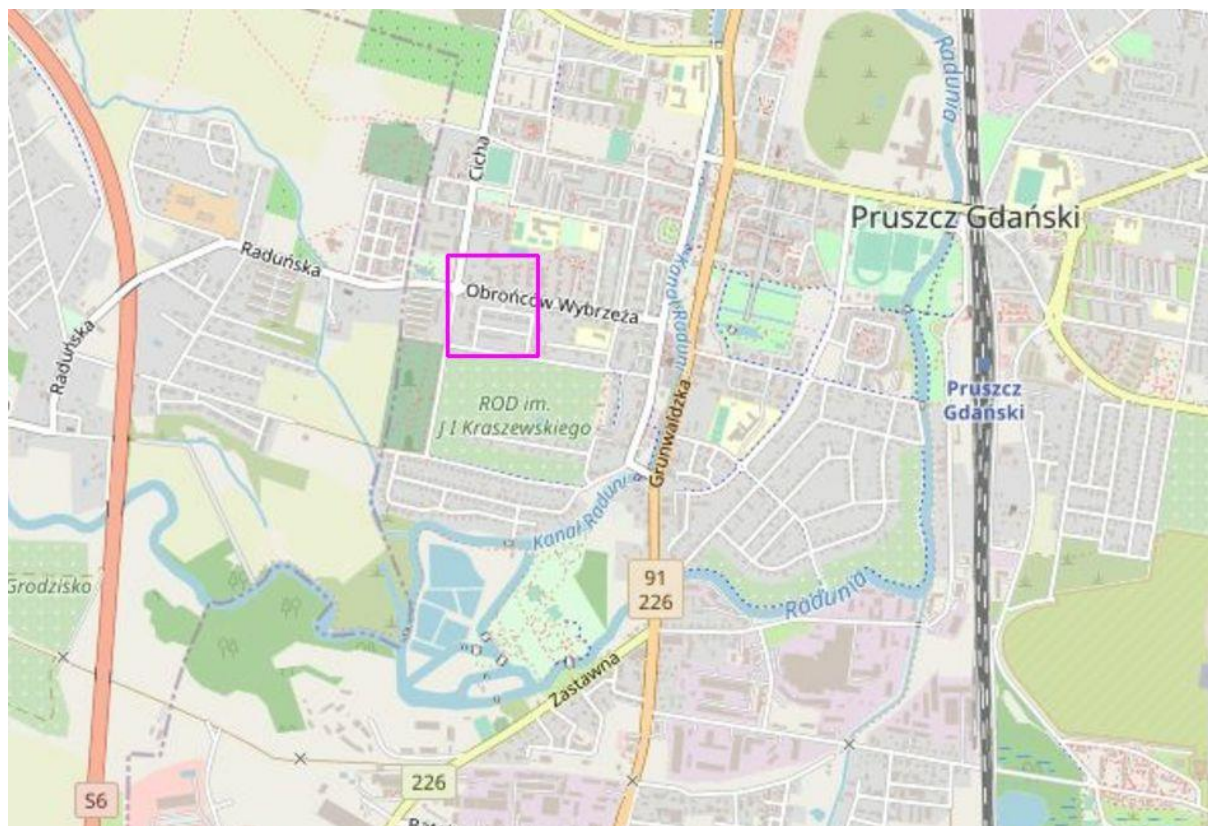 Radunia
Cicha
Pruszcz Gdański
Raduńska
Obrońców Wybrzeża
Kanał Raduni
Raduńska
Pruszcz
Gdański
ROD im.
J I Kraszewskiego
Grunwaldzka
Kanał Raduni
Grodzisko
91
226
Radunia
Zastawna
226
S6